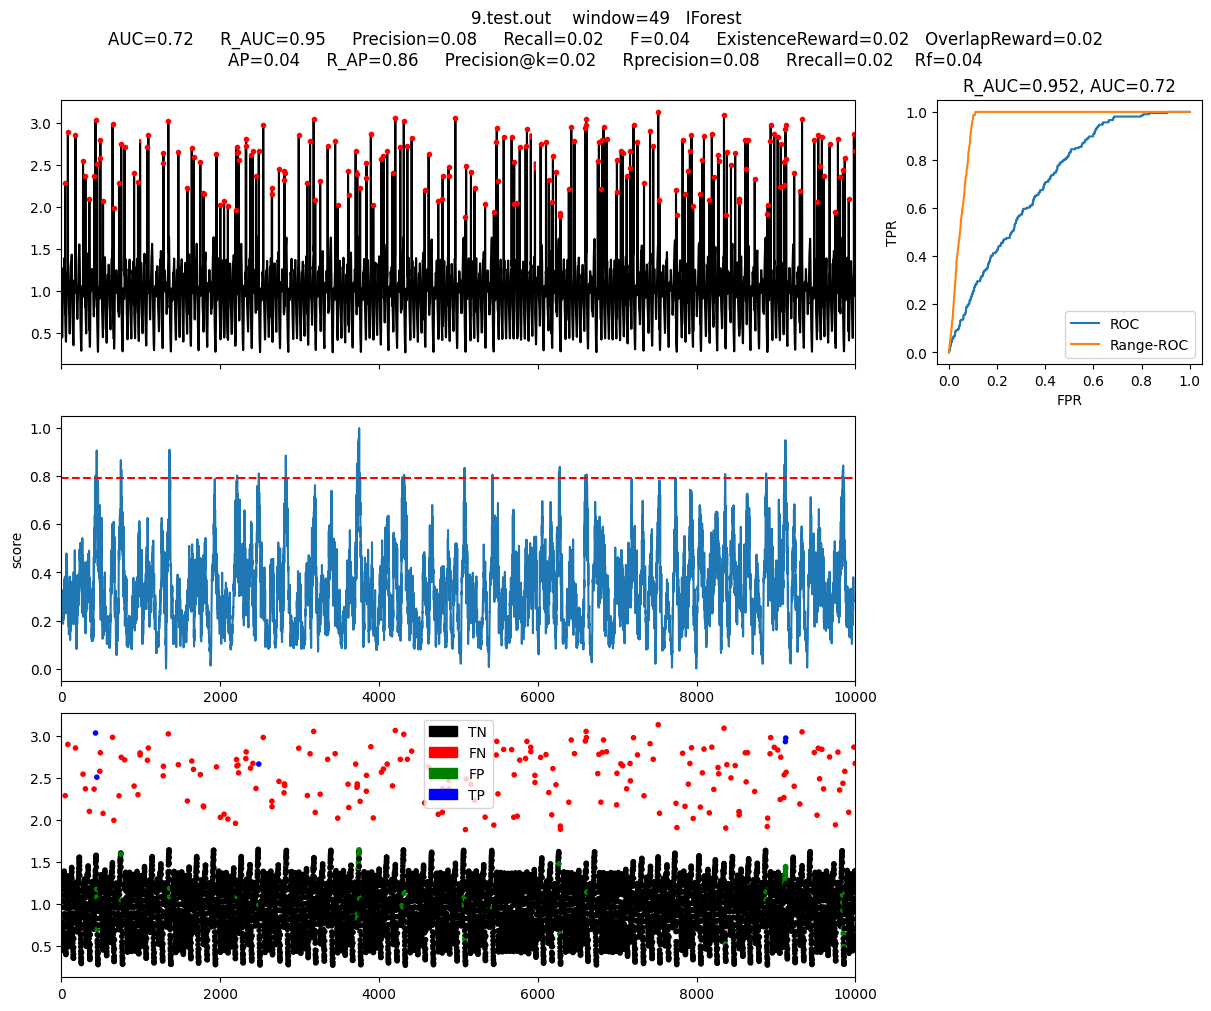 9.test.out    window=49   IForest
AUC=0.72     R_AUC=0.95     Precision=0.08     Recall=0.02     F=0.04     ExistenceReward=0.02   OverlapReward=0.02
AP=0.04     R_AP=0.86     Precision@k=0.02     Rprecision=0.08     Rrecall=0.02    Rf=0.04
R_AUC=0.952, AUC=0.72
3.0
2.5
2.0
1.5
1.0
0.5
1.0
0.8
0.6
0.4
0.2
0.0
TPR
ROC
Range-ROC
0.0 0.2 0.4 0.6 0.8 1.0
FPR
1.0
0.8
0.6
0.4
0.2
0.0
score
0 2000 4000 6000 8000 10000
3.0
2.5
2.0
1.5
1.0
0.5
TN
FN
FP
TP
0 2000 4000 6000 8000 10000